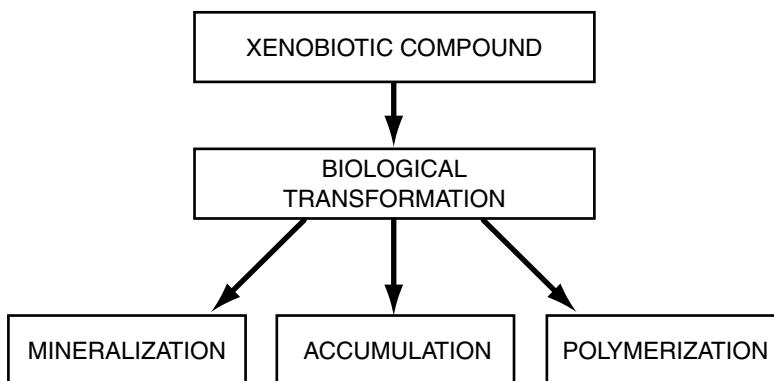 XENOBIOTIC COMPOUND
BIOLOGICAL
TRANSFORMATION
MINERALIZATION
ACCUMULATION
POLYMERIZATION